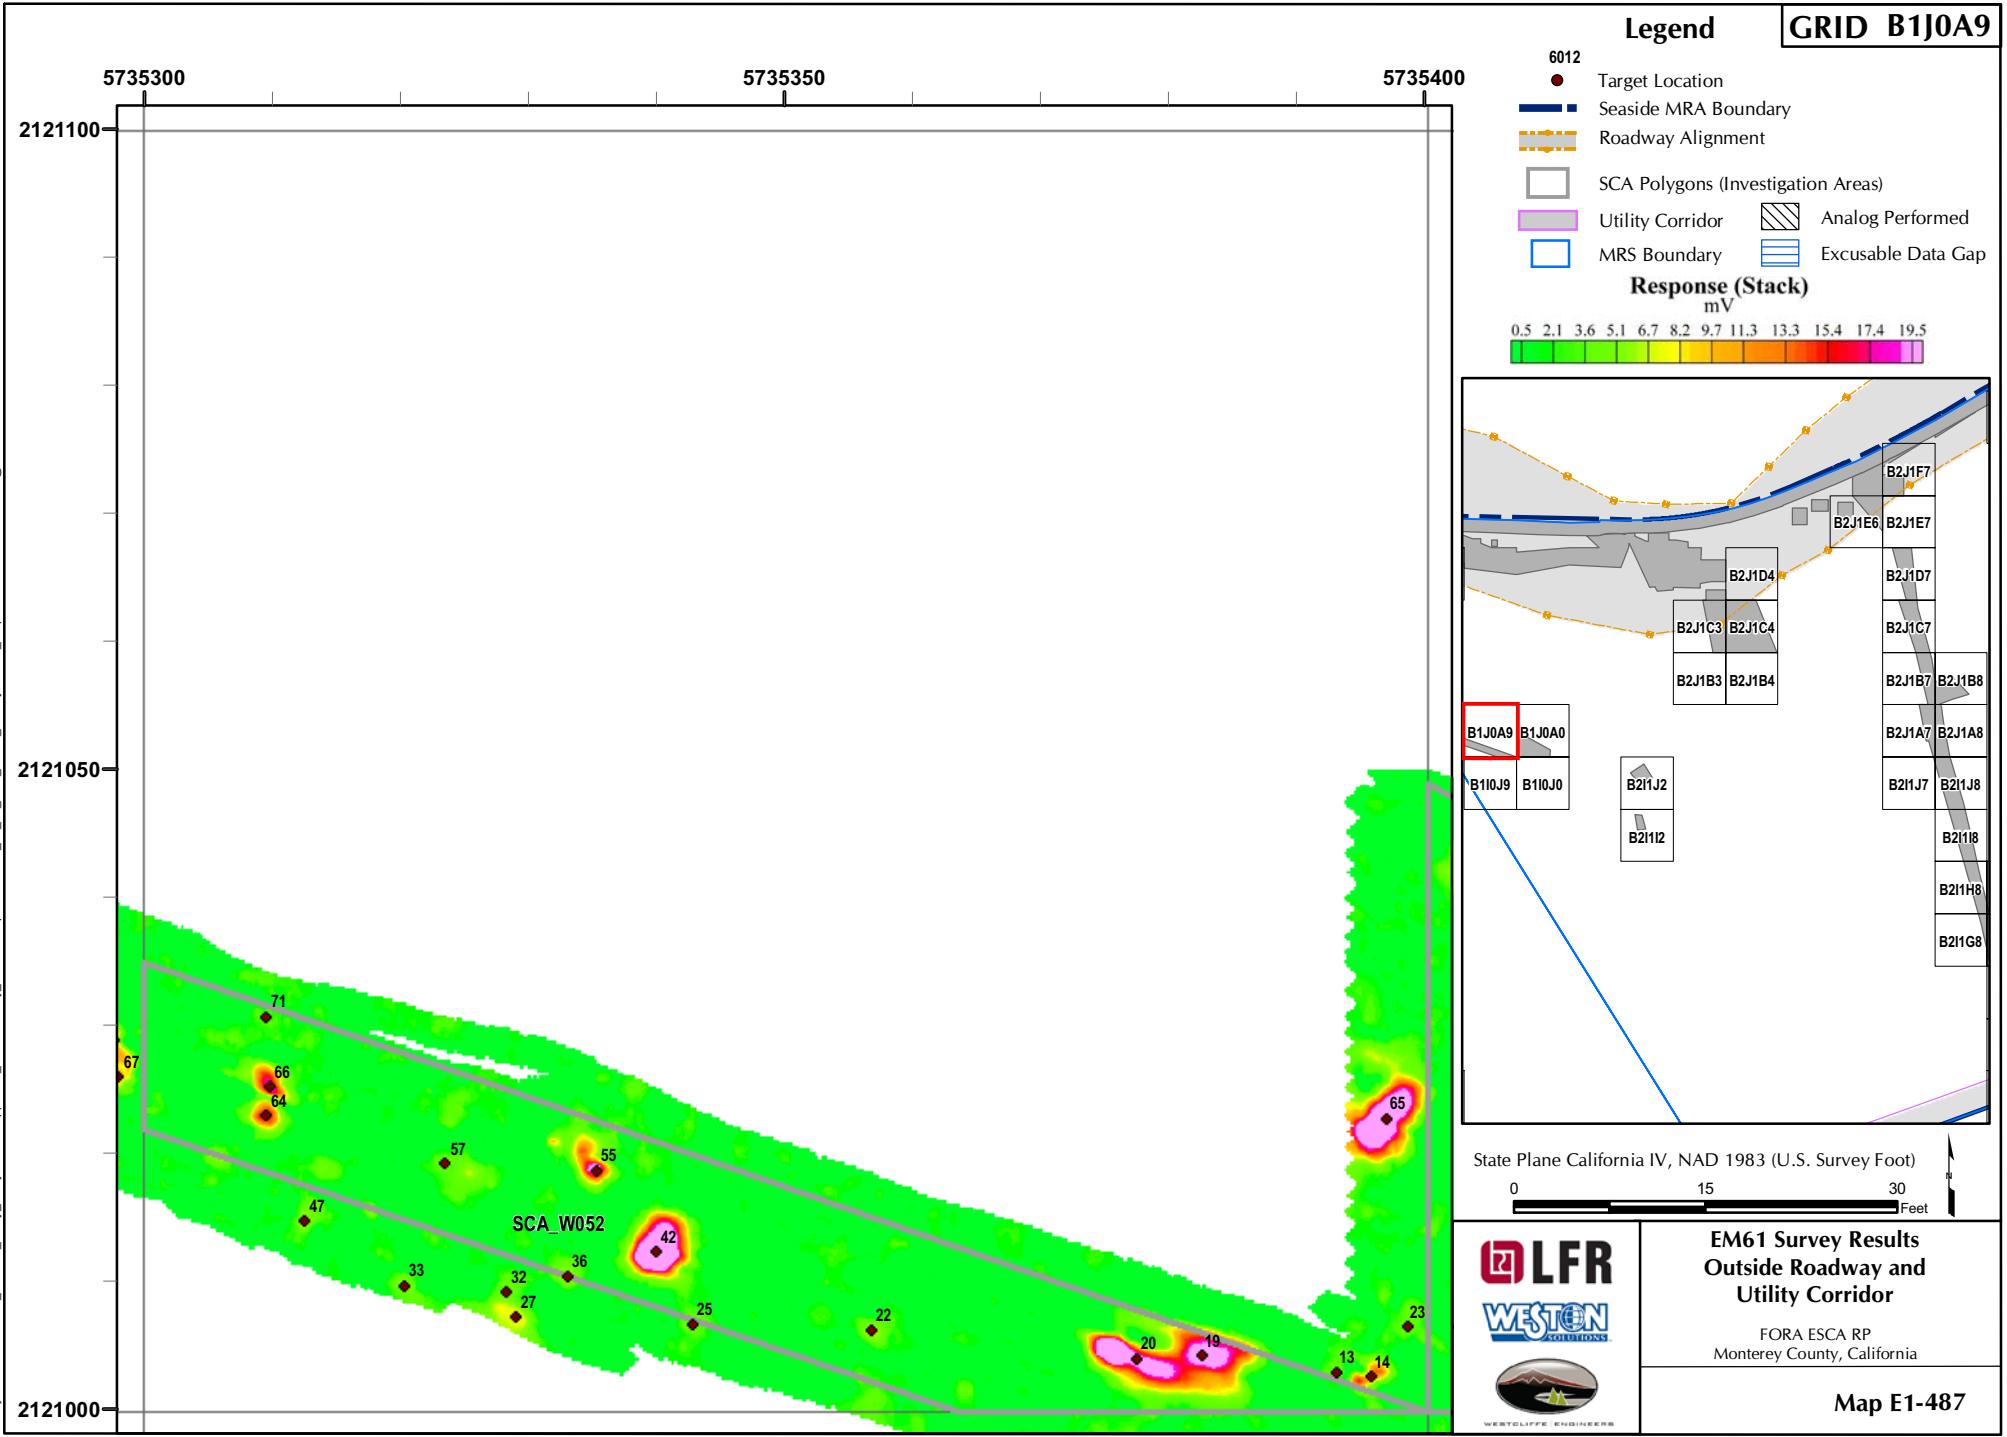 GRID B1J0A9
Legend
6012
Target Location
Seaside MRA Boundary
Roadway Alignment
SCA Polygons (Investigation Areas)
Utility Corridor
Analog Performed
MRS Boundary
Excusable Data Gap
Response (Stack)
mV
0.5 2.1 3.6 5.1 6.7 8.2 9.7 11.3 13.3 15.4 17.4 19.5
5735300 5735350 5735400
2121100
2121050
2121000
71
67
66
64
57
55
47
SCA_W052
42
65
36
33
32
27
25
22
23
20
19
13
14
B2J1F7
B2J1E6 B2J1E7
B2J1D4 B2J1D7
B2J1C3 B2J1C4 B2J1C7
B2J1B3 B2J1B4 B2J1B7 B2J1B8
B1J0A9 B1J0A0 B2J1A7 B2J1A8
B1I0J9 B1I0J0 B2I1J2 B2I1J7 B2I1J8
B2I1I2 B2I1I8
B2I1H8
B2I1G8
State Plane California IV, NAD 1983 (U.S. Survey Foot)
N
0 15 30
Feet
LFR
WESTON
SOLUTIONS
WESTCLIFFE ENGINEERS
EM61 Survey Results
Outside Roadway and
Utility Corridor
FORA ESCA RP
Monterey County, California
Map E1-487